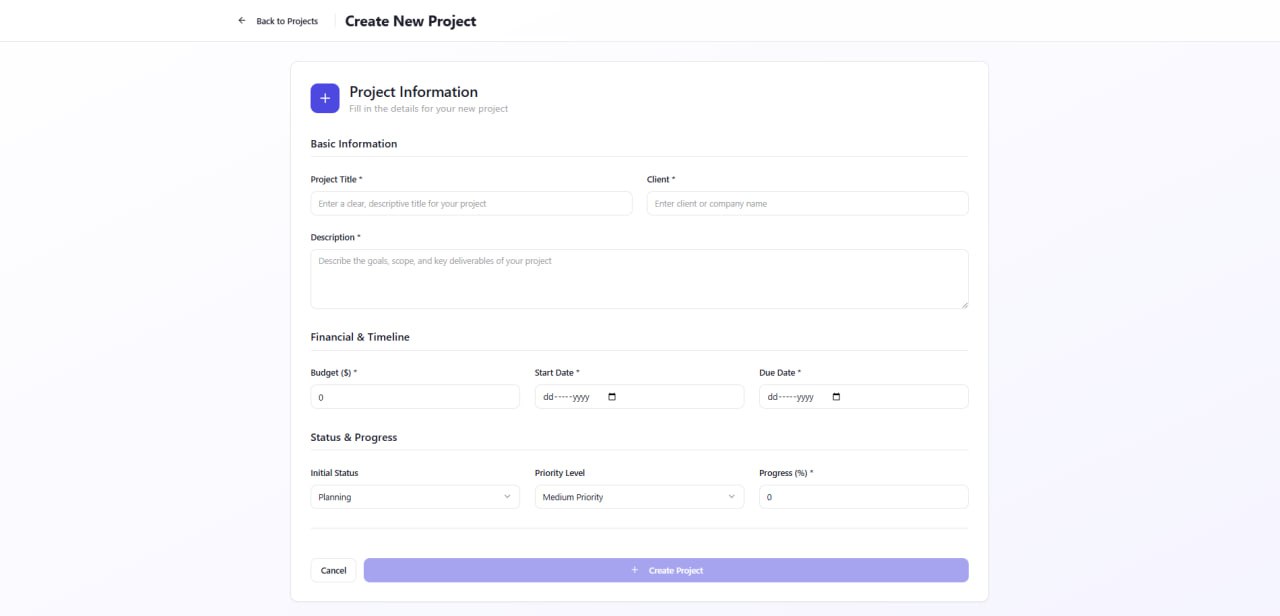 Back to Projects
Create New Project
Project Information
Fill in the details for your new project
Basic Information
Project Title *
Client *
Enter a clear, descriptive title for your project
Enter client or company name
Description *
Describe the goals, scope, and key deliverables of your project
Financial & Timeline
Budget ($) *
Start Date *
Due Date *
0
dd-----yyyy
dd-----yyyy
Status & Progress
Initial Status
Priority Level
Progress (%) *
Planning
Medium Priority
0
Cancel
Create Project